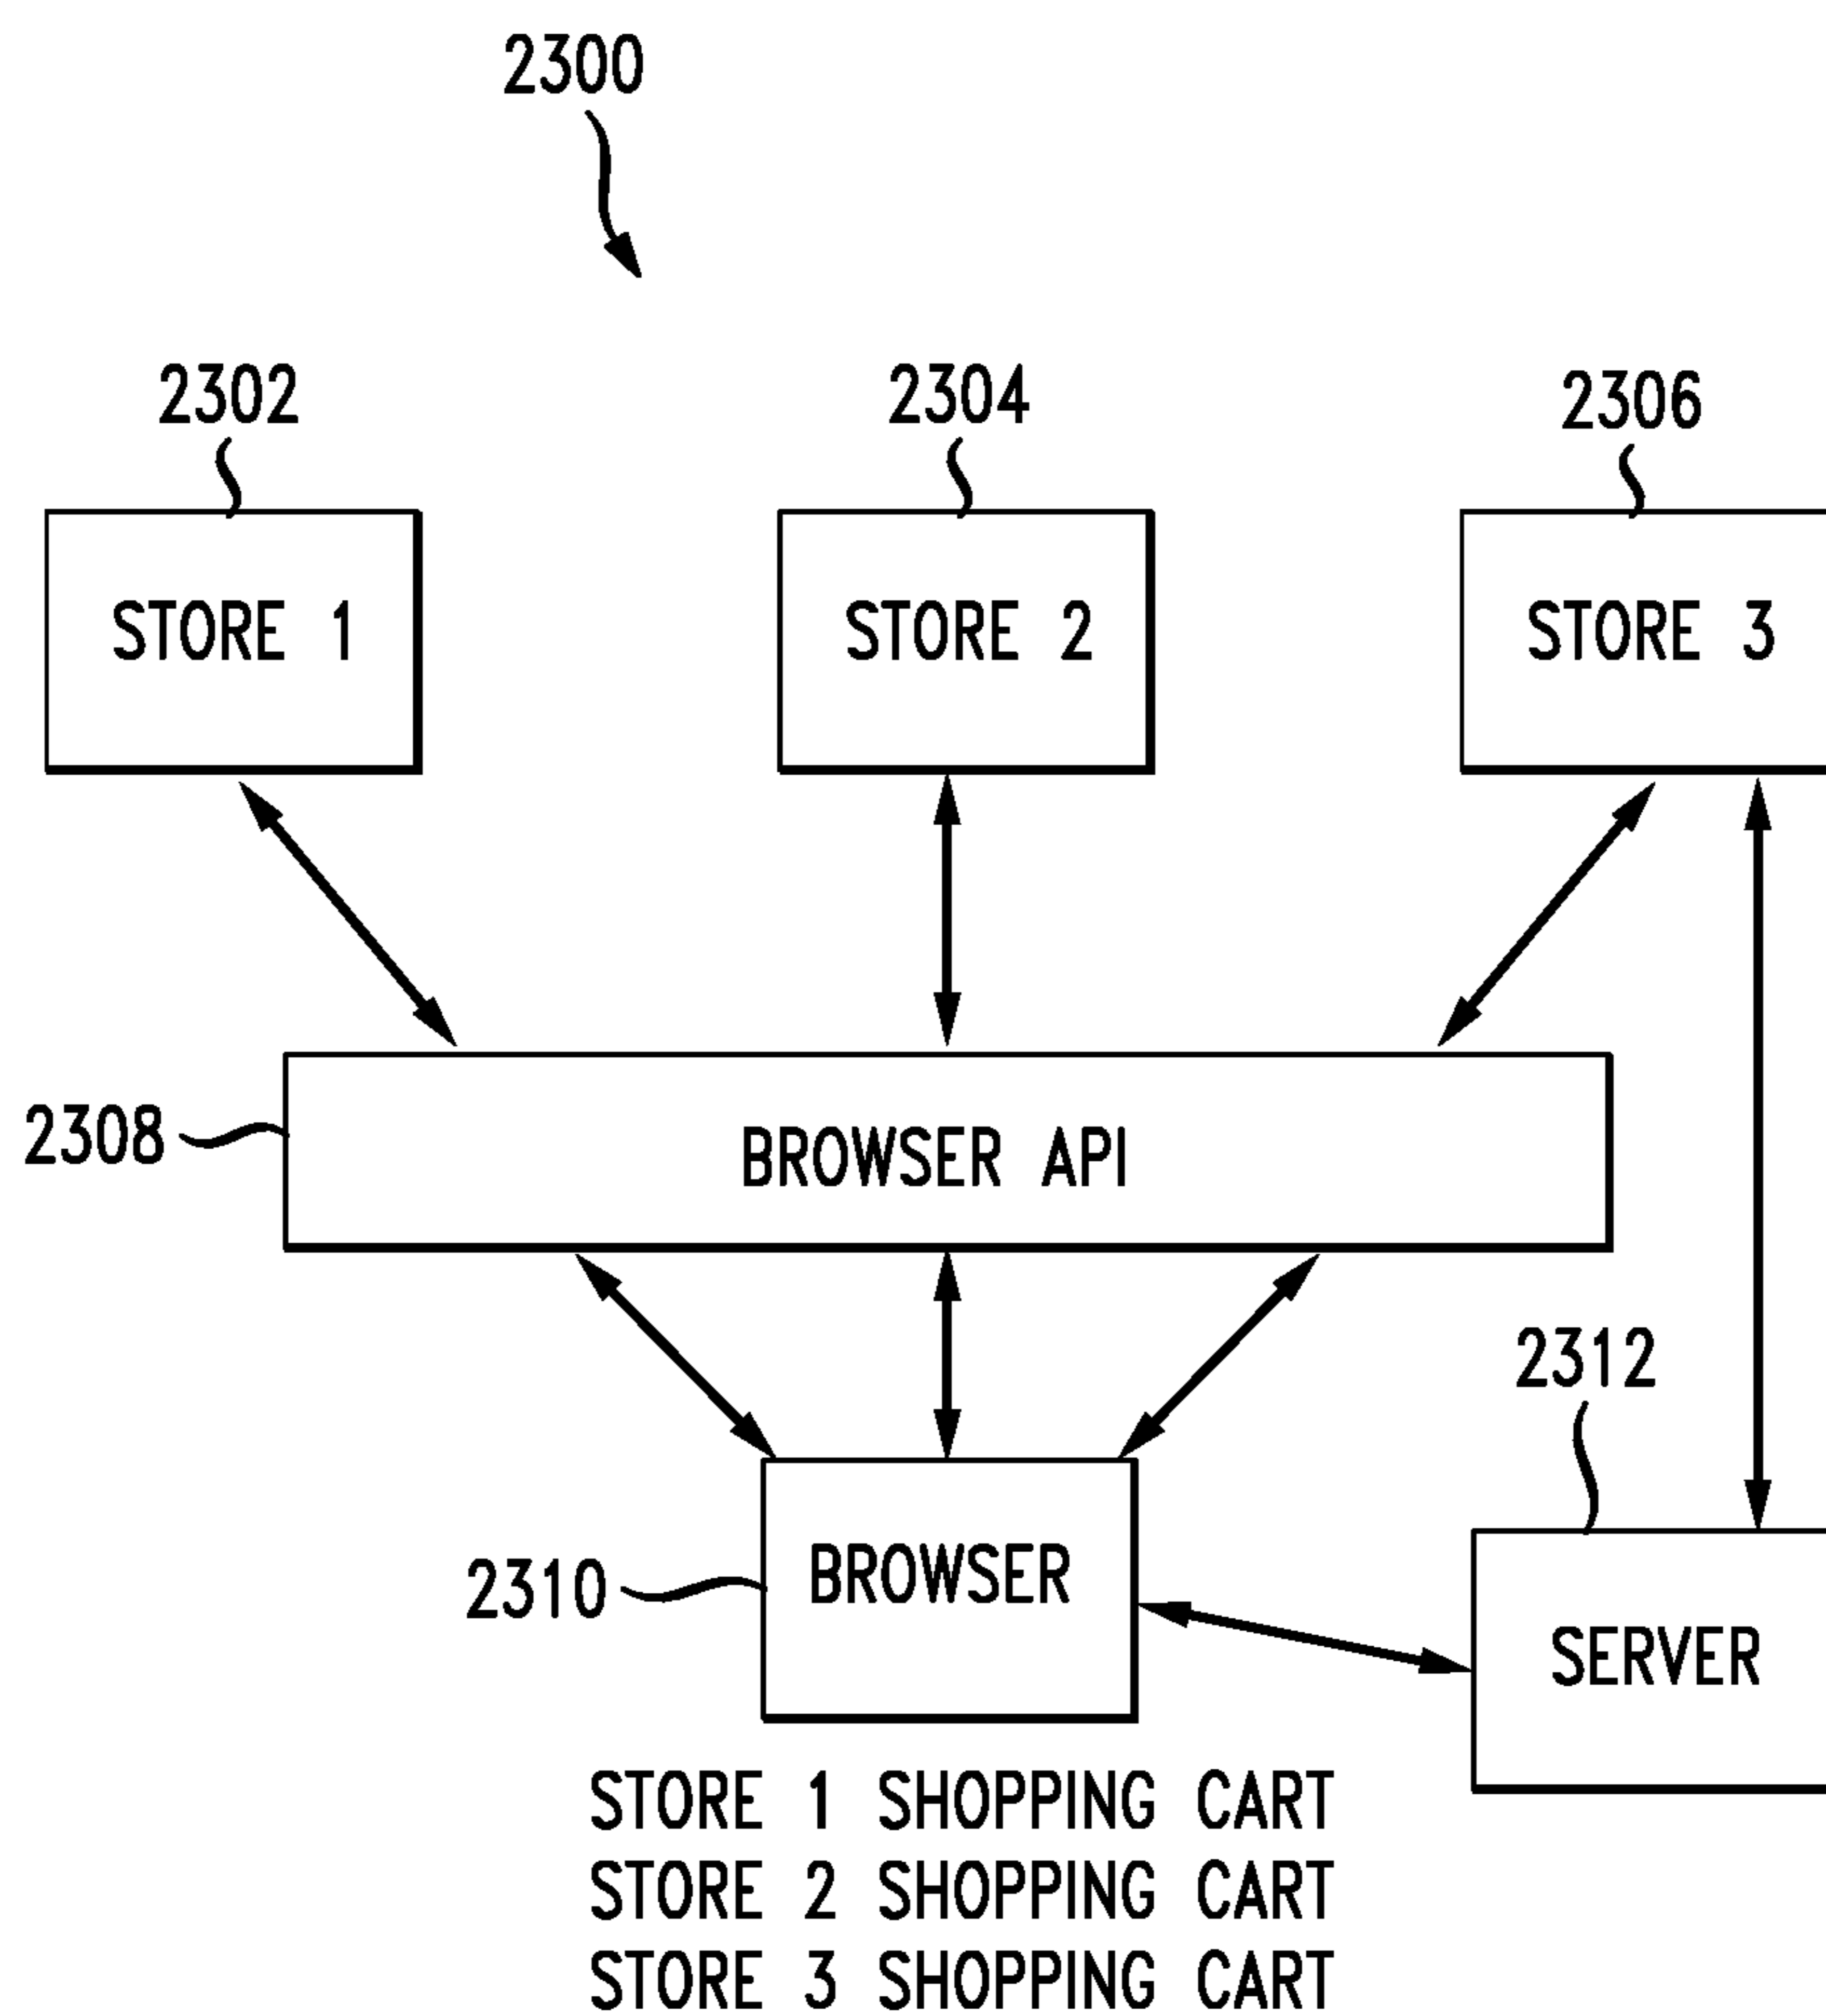 2300
2302
2304
2306
STORE 1
STORE 2
STORE 3
2308
BROWSER API
2312
2310
BROWSER
SERVER
STORE 1 SHOPPING CART
STORE 2 SHOPPING CART
STORE 3 SHOPPING CART